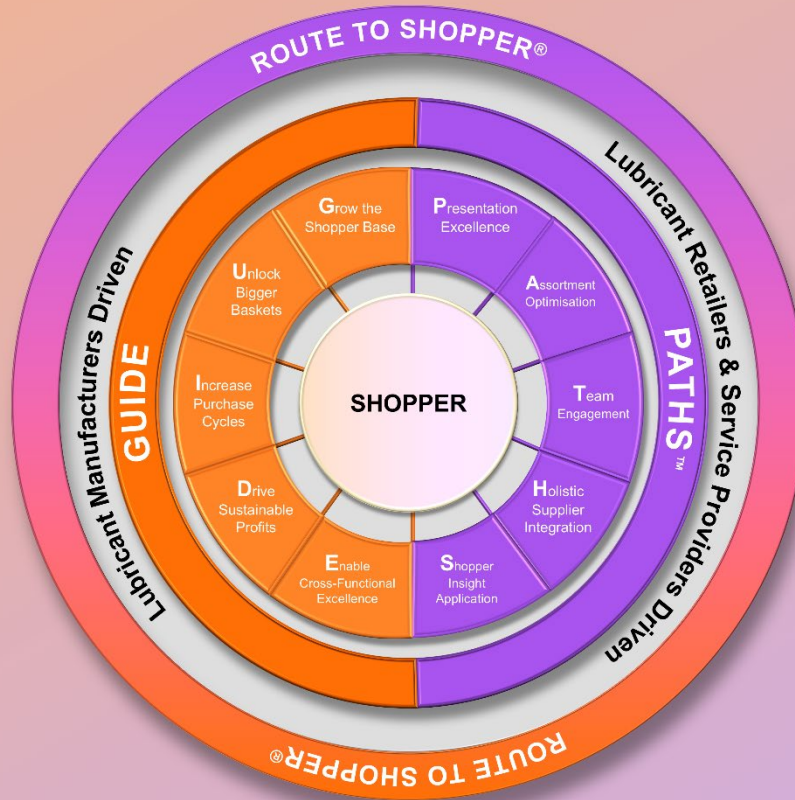 ROUTE TO SHOPPER®
Lubricant Manufacturers Driven
Lubricant Retailers & Service Providers Driven
GUIDE
PATHS™
Grow the
Shopper Base
Unlock
Bigger
Baskets
Increase
Purchase
Cycles
Drive
Sustainable
Profits
Enable
Cross-Functional
Excellence
Presentation
Excellence
Assortment
Optimisation
Team
Engagement
Holistic
Supplier
Integration
Shopper
Insight
Application
SHOPPER
ROUTE TO SHOPPER®